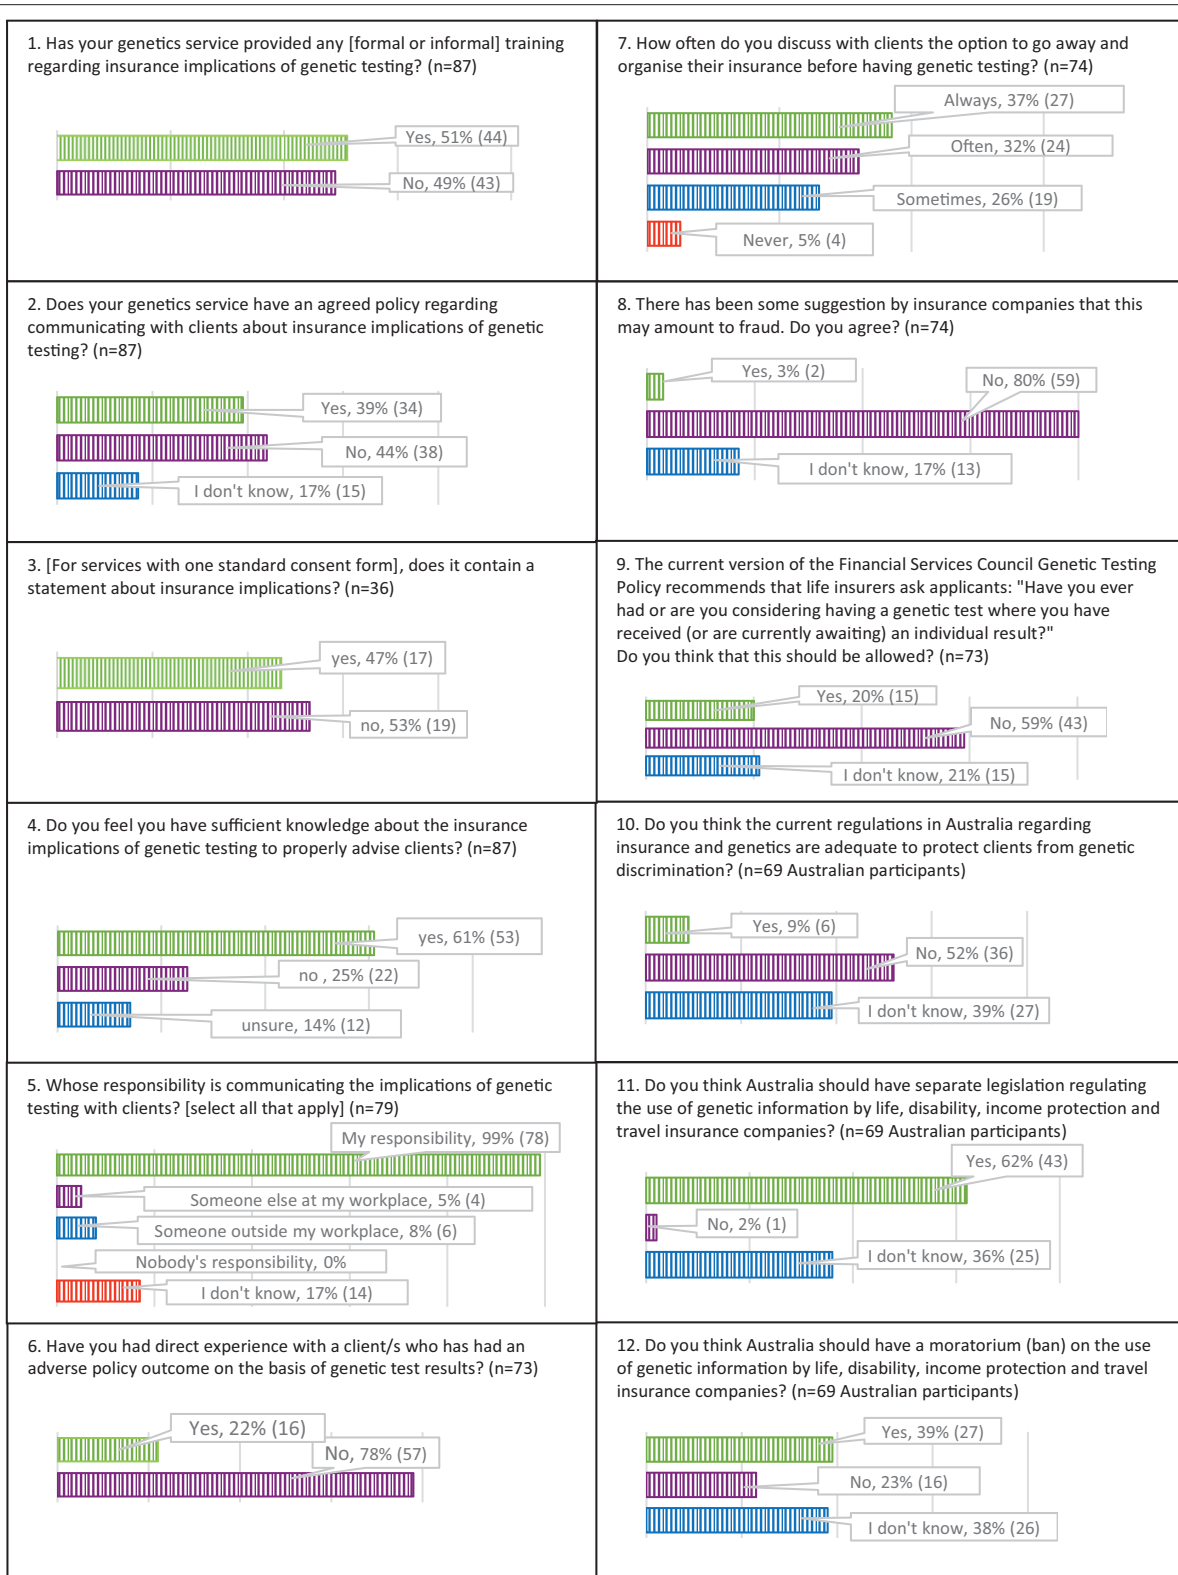 1. Has your genetics service provided any [formal or informal] training
regarding insurance implications of genetic testing? (n=87)
Yes, 51% (44)
No, 49% (43)
2. Does your genetics service have an agreed policy regarding
communicating with clients about insurance implications of genetic
testing? (n=87)
Yes, 39% (34)
No, 44% (38)
I don't know, 17% (15)
3. [For services with one standard consent form], does it contain a
statement about insurance implications? (n=36)
yes, 47% (17)
no, 53% (19)
4. Do you feel you have sufficient knowledge about the insurance
implications of genetic testing to properly advise clients? (n=87)
yes, 61% (53)
no , 25% (22)
unsure, 14% (12)
5. Whose responsibility is communicating the implications of genetic
testing with clients? [select all that apply] (n=79)
My responsibility, 99% (78)
Someone else at my workplace, 5% (4)
Someone outside my workplace, 8% (6)
Nobody's responsibility, 0%
I don't know, 17% (14)
6. Have you had direct experience with a client/s who has had an
adverse policy outcome on the basis of genetic test results? (n=73)
Yes, 22% (16)
No, 78% (57)
7. How often do you discuss with clients the option to go away and
organise their insurance before having genetic testing? (n=74)
Always, 37% (27)
Often, 32% (24)
Sometimes, 26% (19)
Never, 5% (4)
8. There has been some suggestion by insurance companies that this
may amount to fraud. Do you agree? (n=74)
Yes, 3% (2)
No, 80% (59)
I don't know, 17% (13)
9. The current version of the Financial Services Council Genetic Testing
Policy recommends that life insurers ask applicants: "Have you ever
had or are you considering having a genetic test where you have
received (or are currently awaiting) an individual result?"
Do you think that this should be allowed? (n=73)
Yes, 20% (15)
No, 59% (43)
I don't know, 21% (15)
10. Do you think the current regulations in Australia regarding
insurance and genetics are adequate to protect clients from genetic
discrimination? (n=69 Australian participants)
Yes, 9% (6)
No, 52% (36)
I don't know, 39% (27)
11. Do you think Australia should have separate legislation regulating
the use of genetic information by life, disability, income protection and
travel insurance companies? (n=69 Australian participants)
Yes, 62% (43)
No, 2% (1)
I don't know, 36% (25)
12. Do you think Australia should have a moratorium (ban) on the use
of genetic information by life, disability, income protection and travel
insurance companies? (n=69 Australian participants)
Yes, 39% (27)
No, 23% (16)
I don't know, 38% (26)